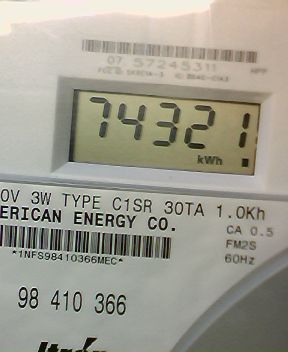 07 57245311
74321
kWh
0V 3W TYPE C1SR 30TA 1.0Kh
ERICAN ENERGY CO.
CA 0.5
FM2S
60Hz
*1NFS98410366MEC*
98 410 366
Itron